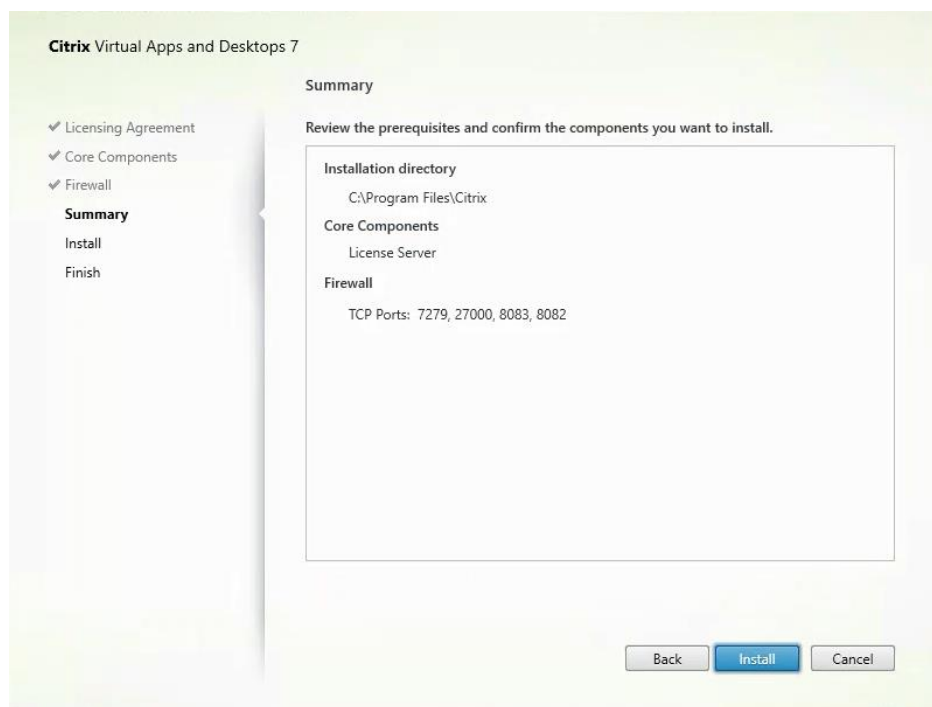 Citrix Virtual Apps and Desktops 7
Summary
✔ Licensing Agreement
✔ Core Components
✔ Firewall
Summary
Install
Finish
Review the prerequisites and confirm the components you want to install.
Installation directory
C:\Program Files\Citrix
Core Components
License Server
Firewall
TCP Ports: 7279, 27000, 8083, 8082
Back
Install
Cancel